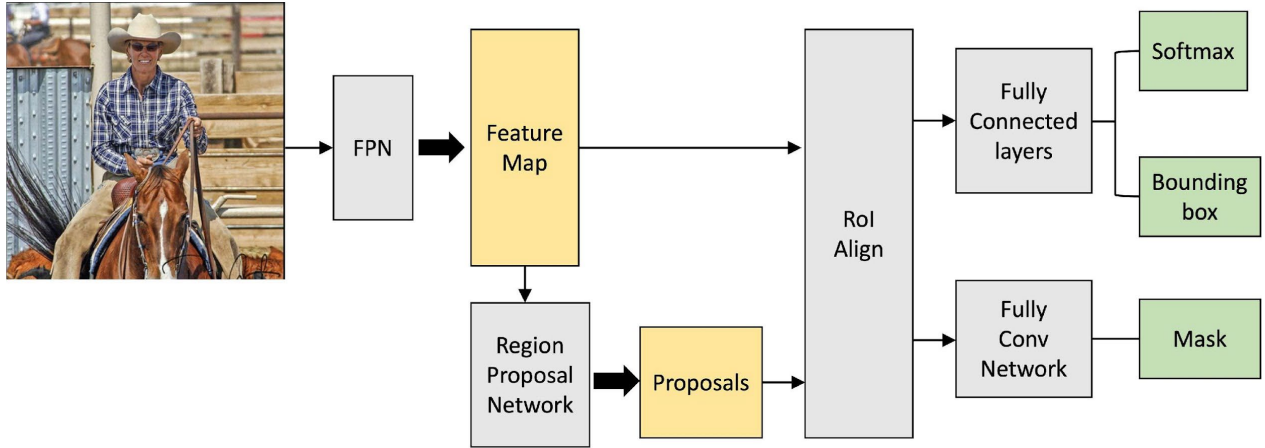 FPN
Feature
Map
Region
Proposal
Network
Proposals
RoI
Align
Fully
Connected
layers
Softmax
Bounding
box
Fully
Conv
Network
Mask